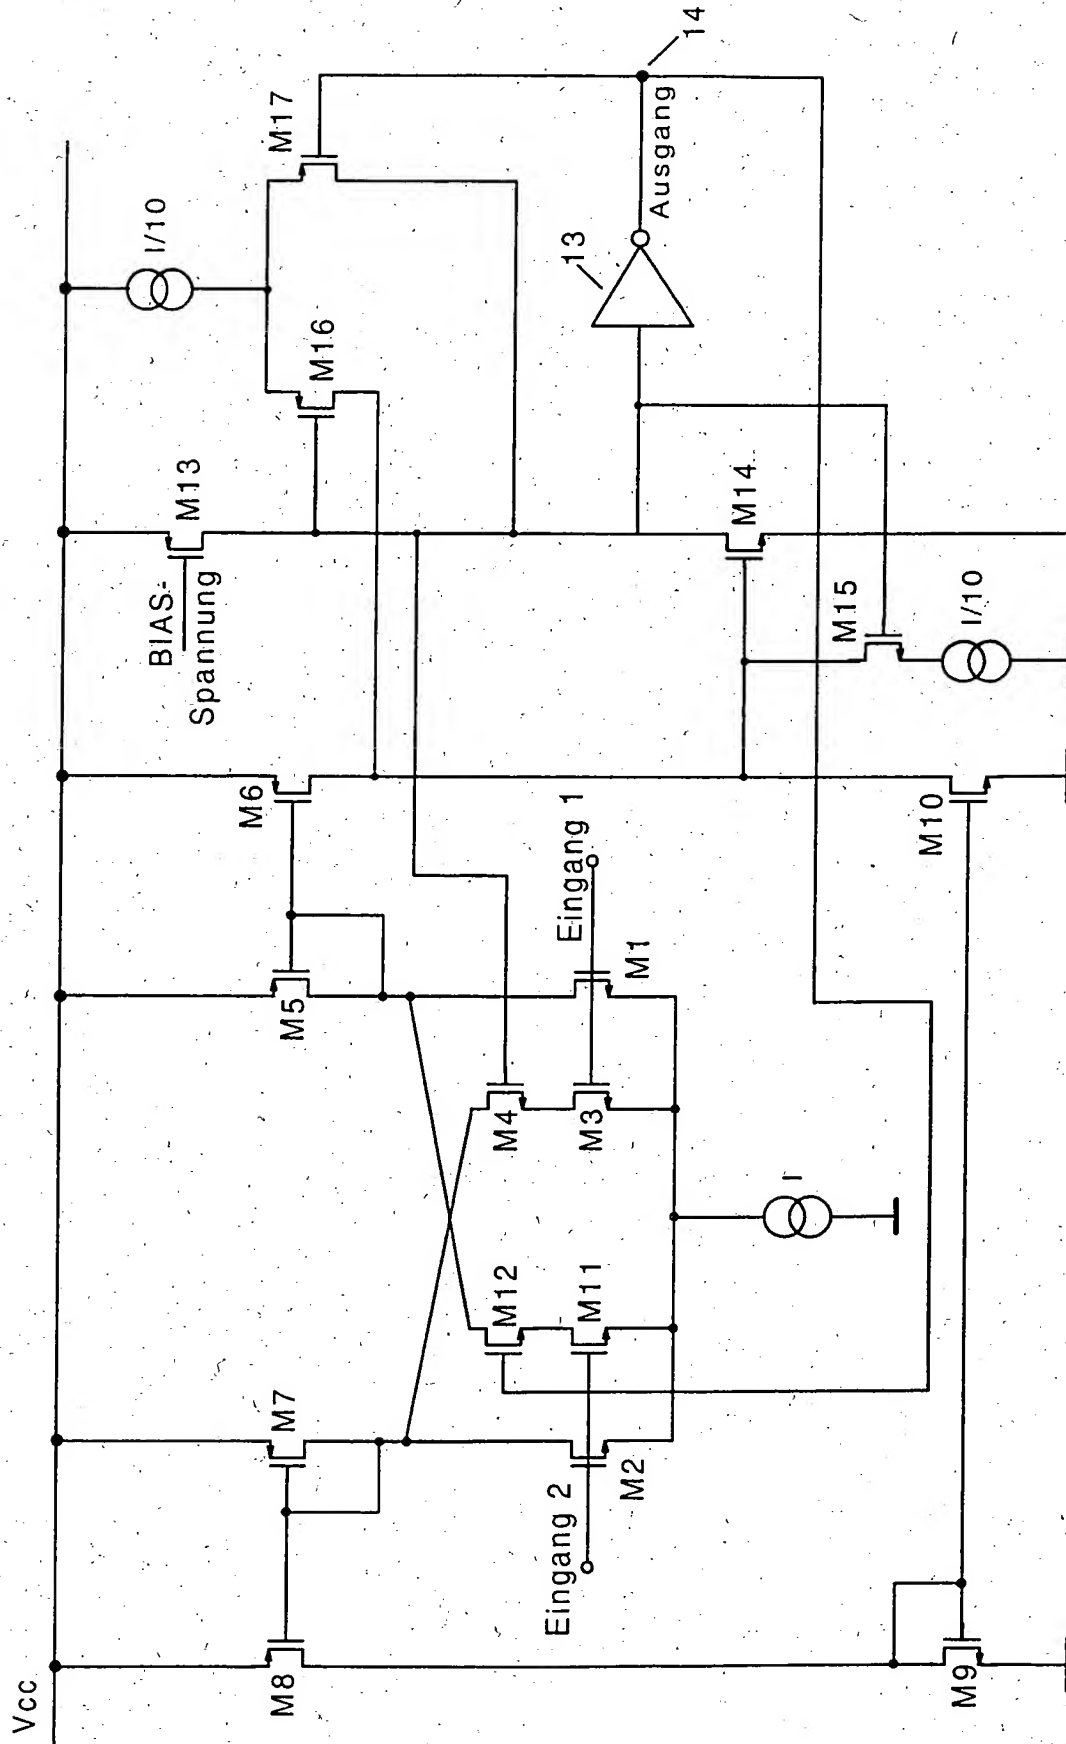 Vcc
M8
M7
M5
M6
BIAS-
Spannung
M13
M16
M17
I/10
Eingang 2
M2
M12
M11
M4
M3
M1
Eingang 1
I
M9
M10
M15
I/10
M14
13
Ausgang
14